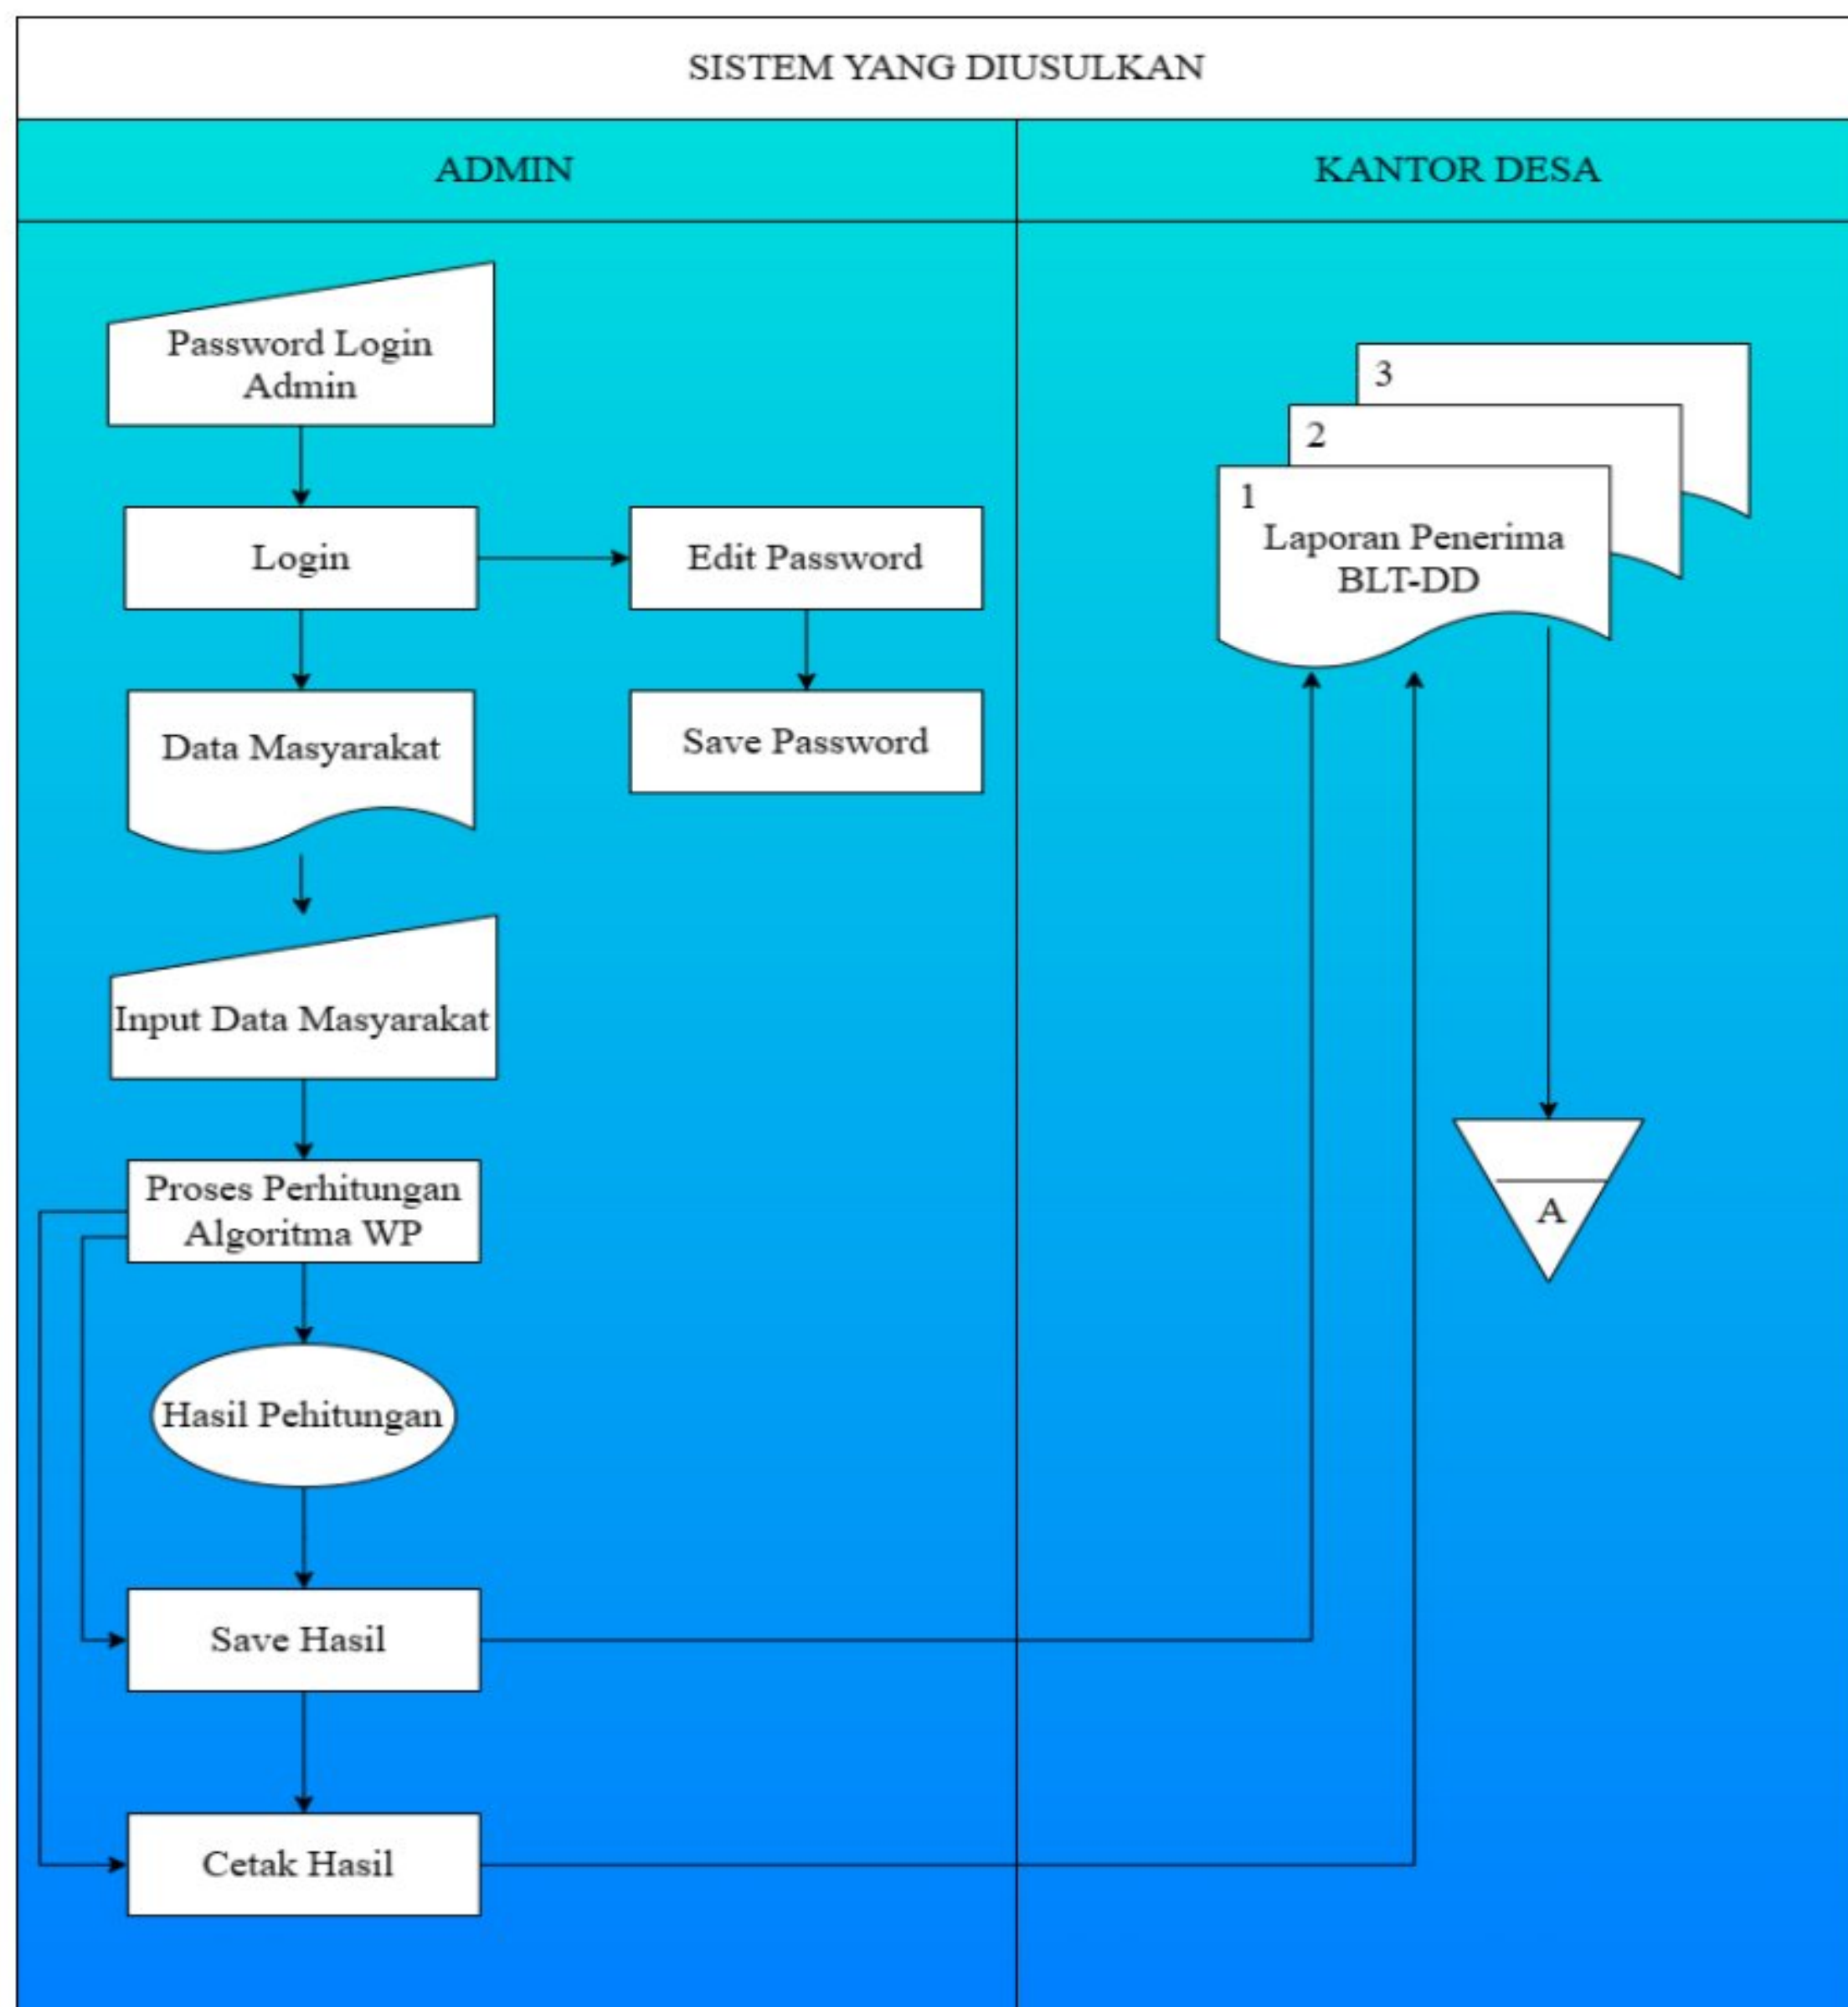 SISTEM YANG DIUSULKAN
ADMIN
KANTOR DESA
Password Login
Admin
Login
Edit Password
Data Masyarakat
Save Password
Input Data Masyarakat
Proses Perhitungan
Algoritma WP
Hasil Pehitungan
Save Hasil
Cetak Hasil
3
2
1
Laporan Penerima
BLT-DD
A